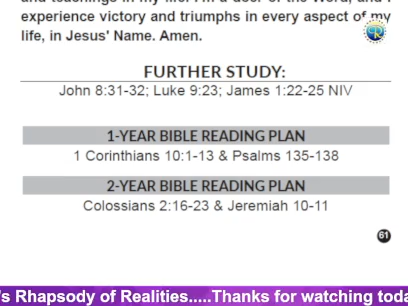 and teachings in my life. I'm a doer of the Word, and I
experience victory and triumphs in every aspect of my
life, in Jesus' Name. Amen.
FURTHER STUDY:
John 8:31-32; Luke 9:23; James 1:22-25 NIV
1-YEAR BIBLE READING PLAN
1 Corinthians 10:1-13 & Psalms 135-138
2-YEAR BIBLE READING PLAN
Colossians 2:16-23 & Jeremiah 10-11
61
's Rhapsody of Realities.....Thanks for watching toda